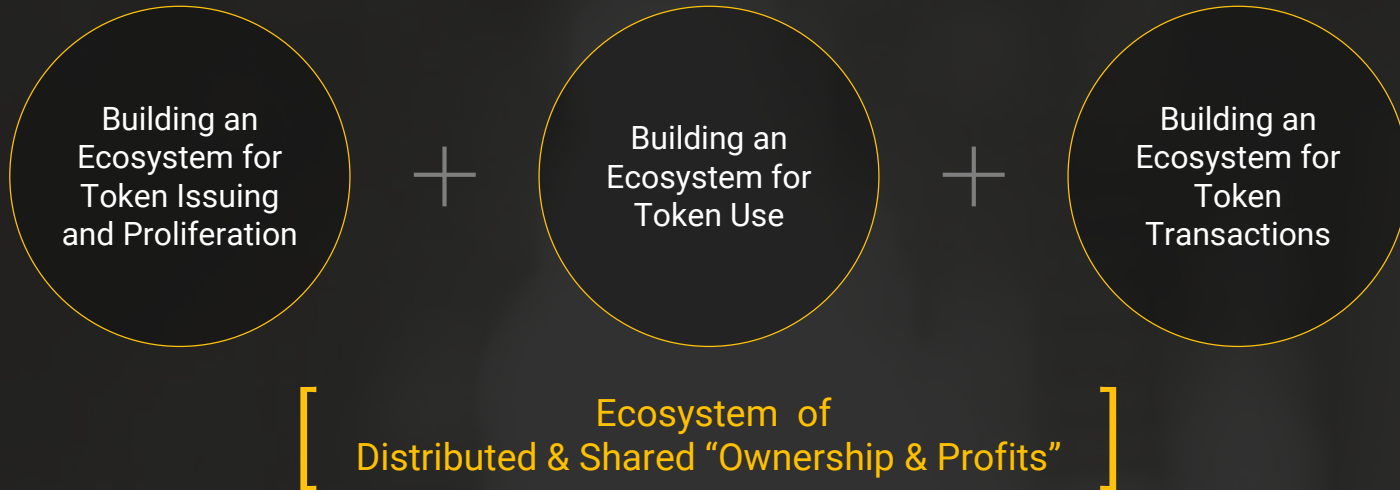 Building an
Ecosystem for
Token Issuing
and Proliferation
Building an
Ecosystem for
Token Use
Building an
Ecosystem for
Token
Transactions
Ecosystem  of
Distributed & Shared “Ownership & Profits”